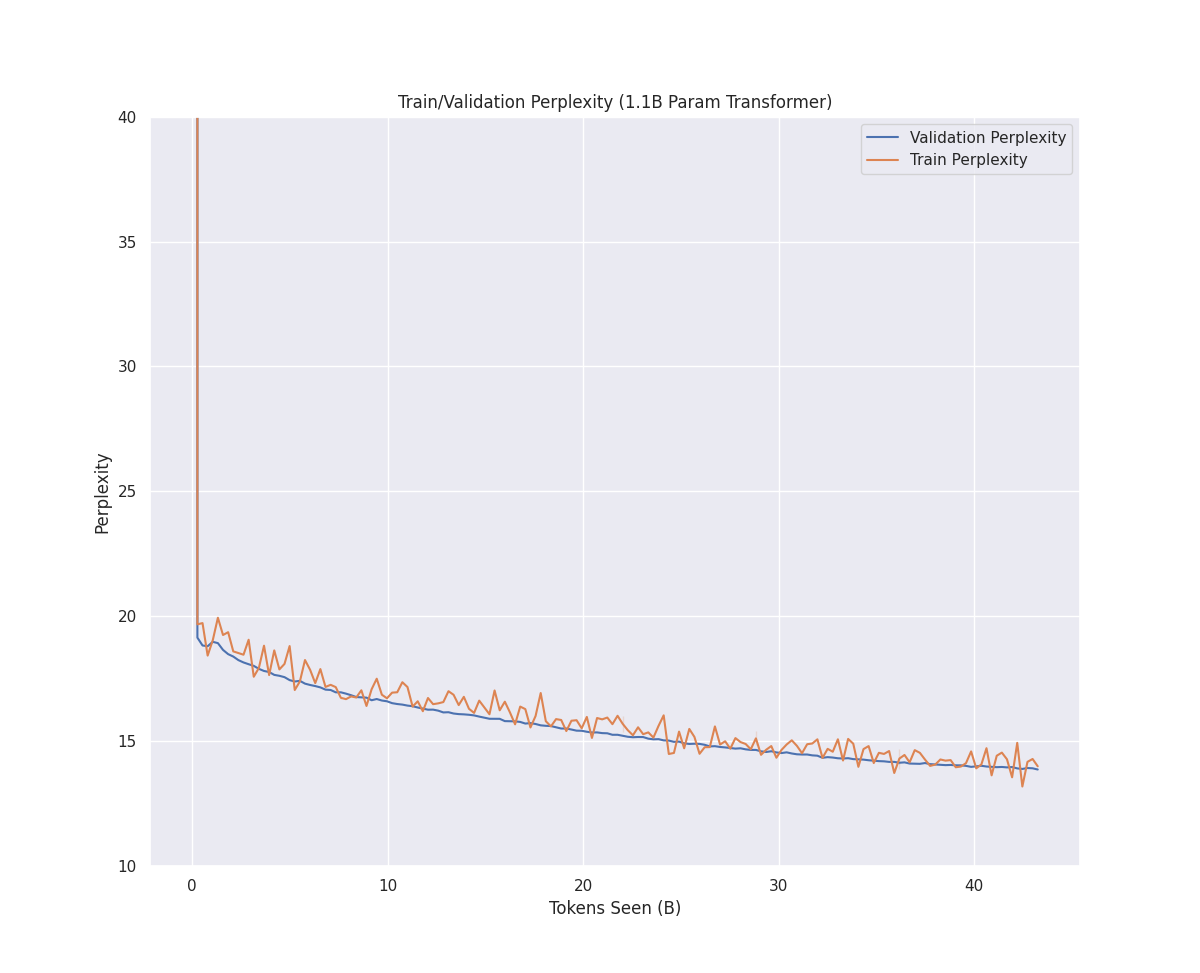 Train/Validation Perplexity (1.1B Param Transformer)
Validation Perplexity
Train Perplexity
40
35
30
25
20
15
10
Perplexity
0 10 20 30 40
Tokens Seen (B)